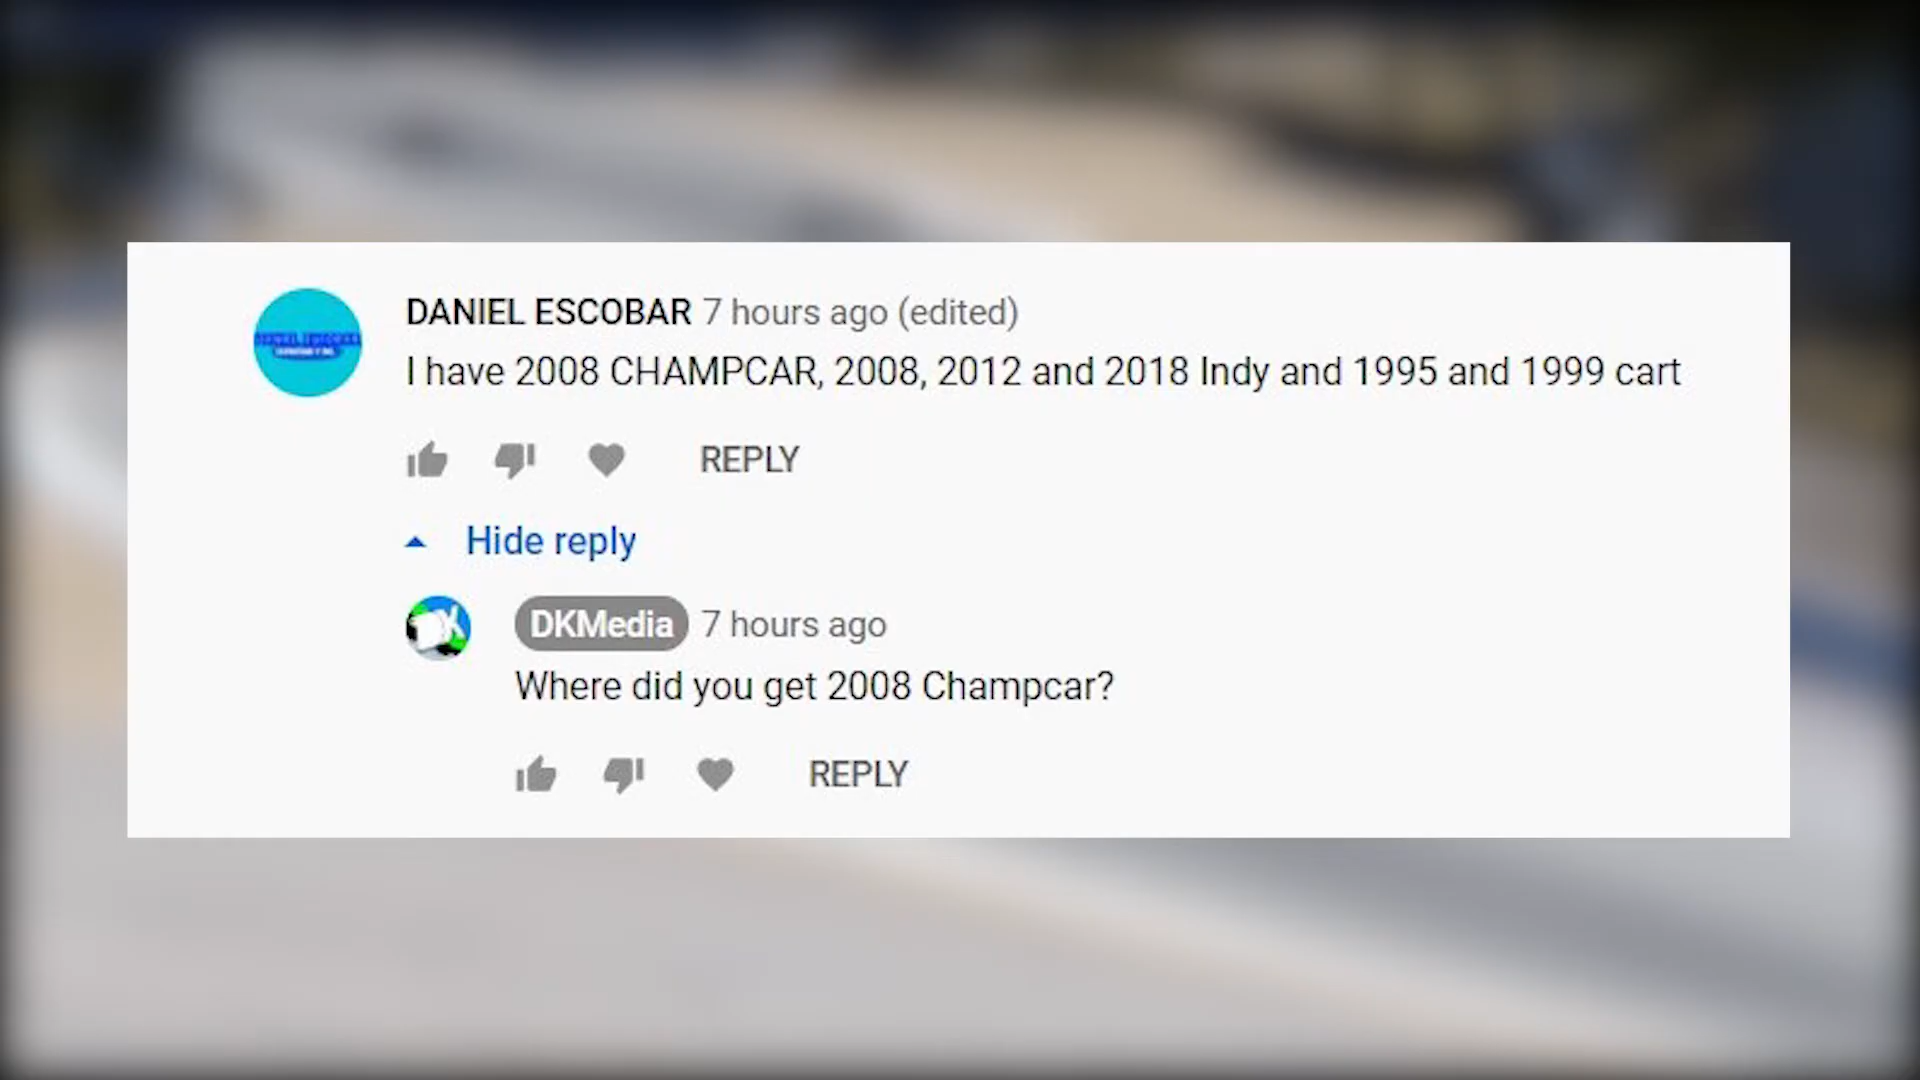 DANIEL ESCOBAR 7 hours ago (edited)
I have 2008 CHAMPCAR, 2008, 2012 and 2018 Indy and 1995 and 1999 cart
REPLY
Hide reply
DKMedia 7 hours ago
Where did you get 2008 Champcar?
REPLY